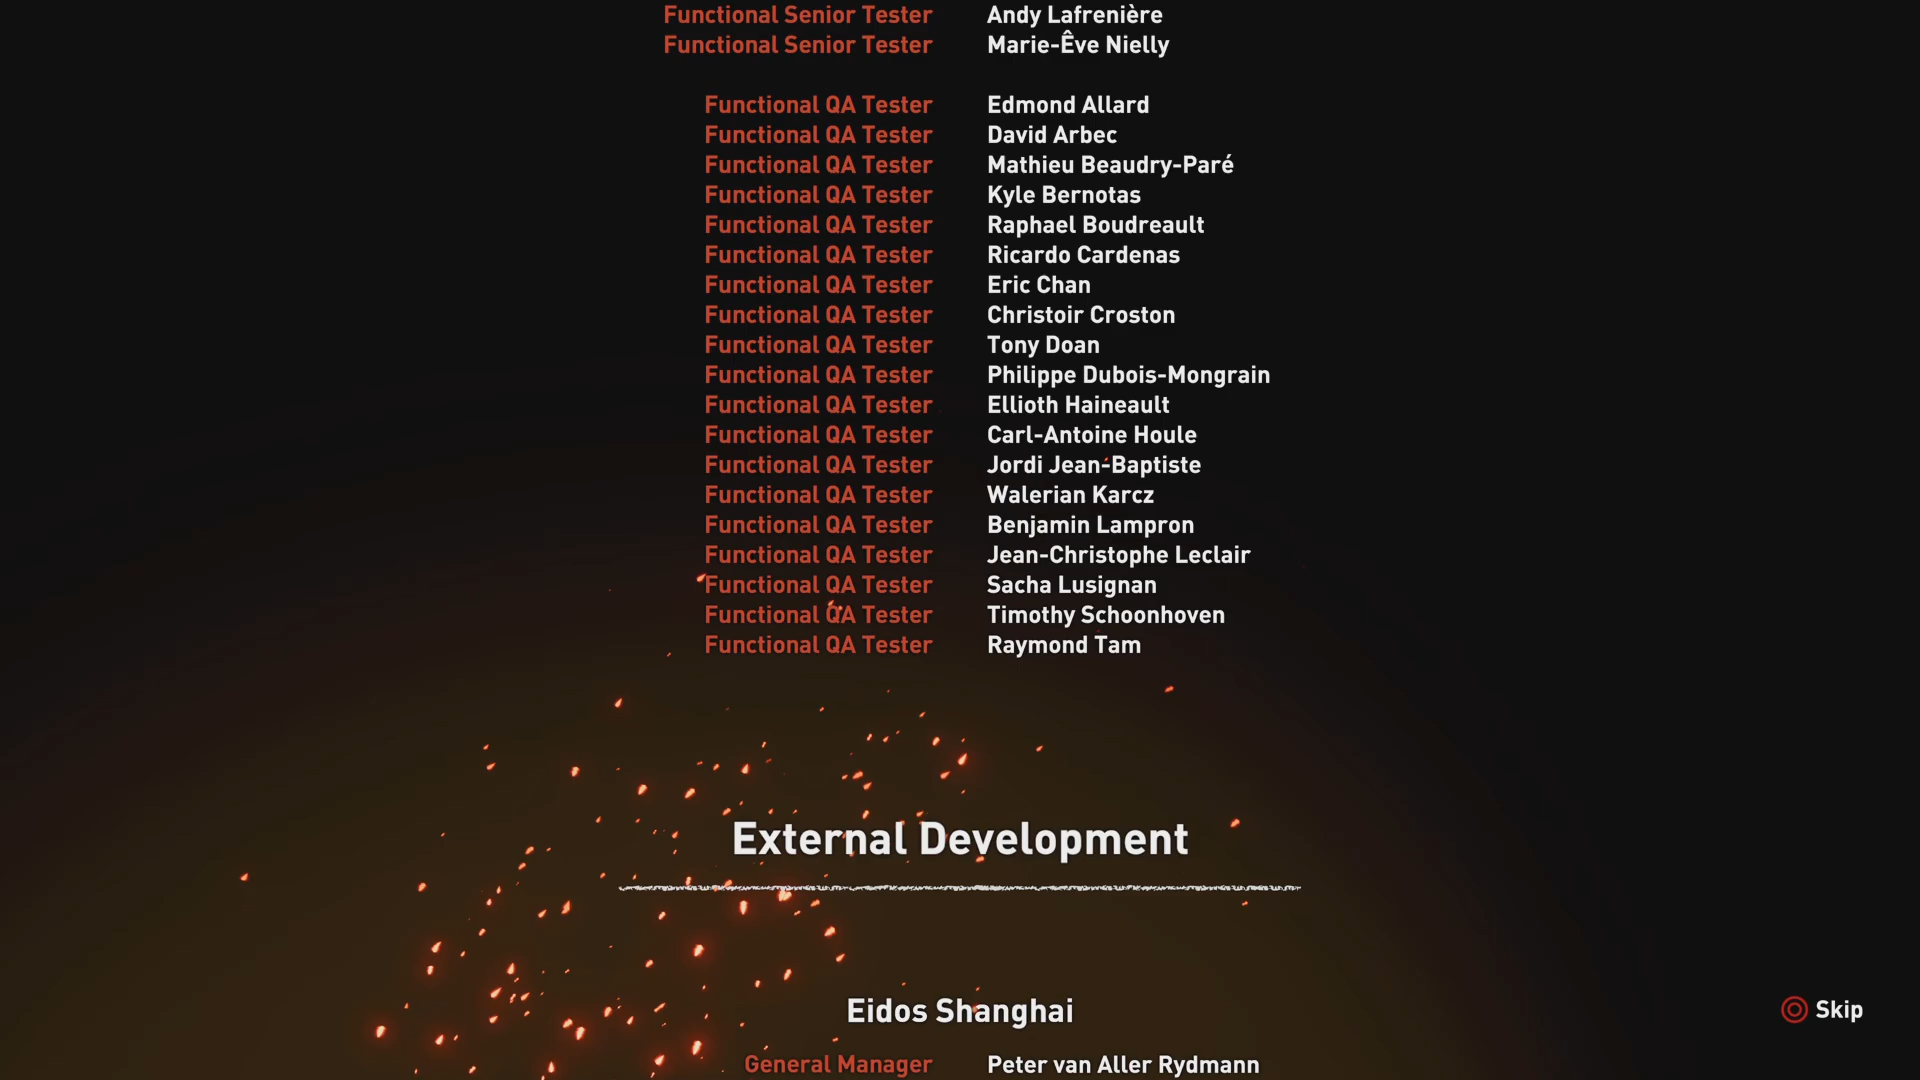 Functional Senior Tester Andy Lafrenière
Functional Senior Tester Marie-Êve Nielly
Functional QA Tester Edmond Allard
Functional QA Tester David Arbec
Functional QA Tester Mathieu Beaudry-Paré
Functional QA Tester Kyle Bernotas
Functional QA Tester Raphael Boudreault
Functional QA Tester Ricardo Cardenas
Functional QA Tester Eric Chan
Functional QA Tester Christoir Croston
Functional QA Tester Tony Doan
Functional QA Tester Philippe Dubois-Mongrain
Functional QA Tester Ellioth Haineault
Functional QA Tester Carl-Antoine Houle
Functional QA Tester Jordi Jean-Baptiste
Functional QA Tester Walerian Karcz
Functional QA Tester Benjamin Lampron
Functional QA Tester Jean-Christophe Leclair
Functional QA Tester Sacha Lusignan
Functional QA Tester Timothy Schoonhoven
Functional QA Tester Raymond Tam
External Development
Eidos Shanghai
Skip
General Manager Peter van Aller Rydmann